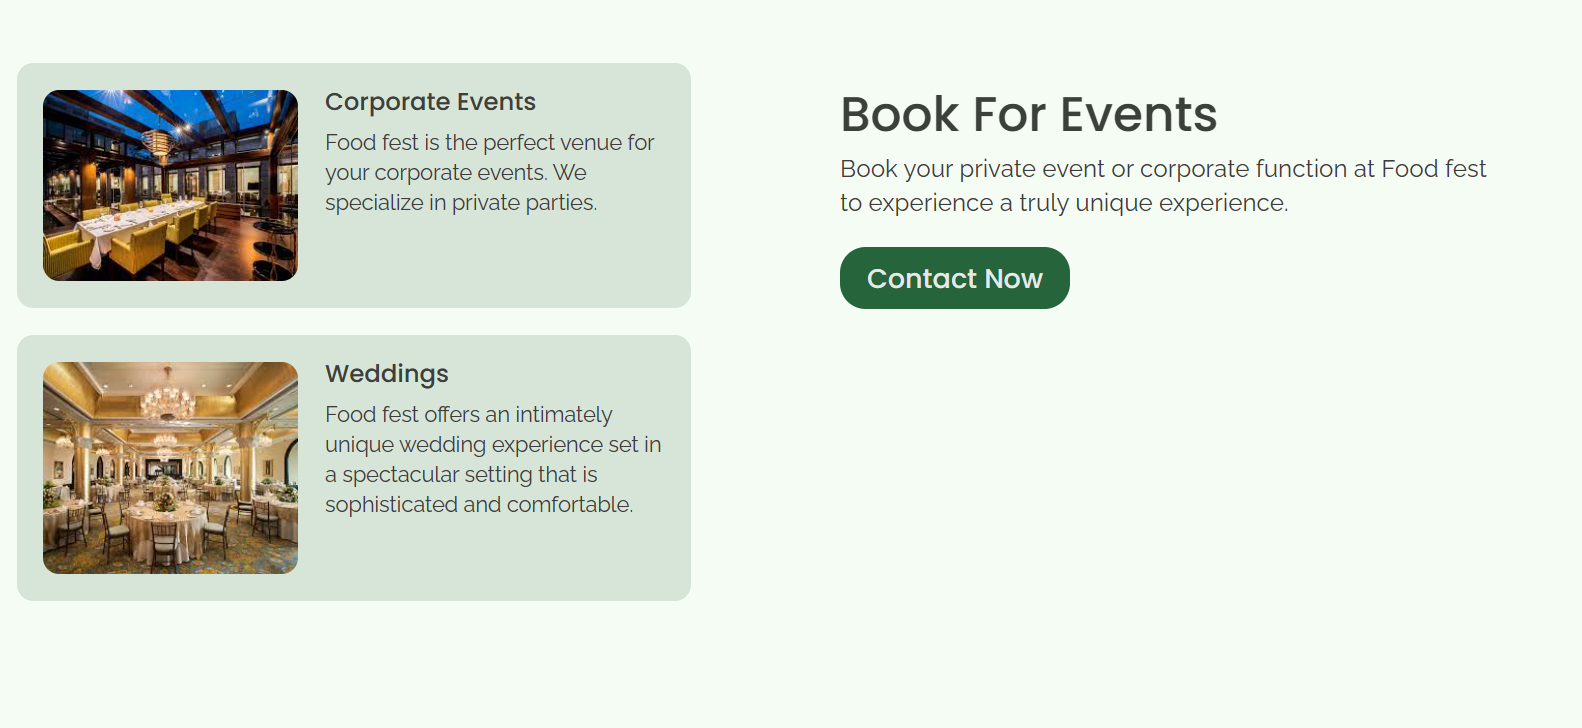 Corporate Events
Food fest is the perfect venue for
your corporate events. We
specialize in private parties.
Weddings
Food fest offers an intimately
unique wedding experience set in
a spectacular setting that is
sophisticated and comfortable.
Book For Events
Book your private event or corporate function at Food fest
to experience a truly unique experience.
Contact Now